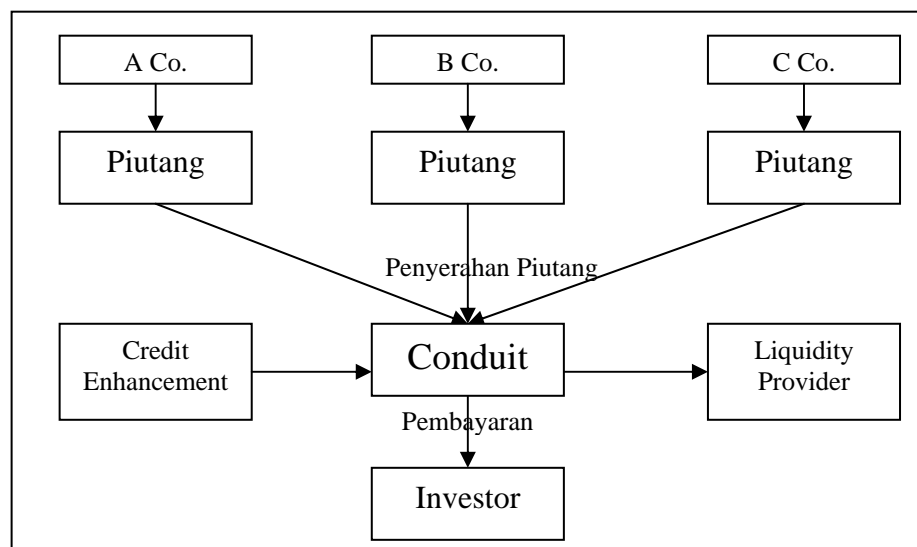 A Co.
B Co.
C Co.
Piutang
Piutang
Piutang
Penyerahan Piutang
Credit
Enhancement
Conduit
Liquidity
Provider
Pembayaran
Investor